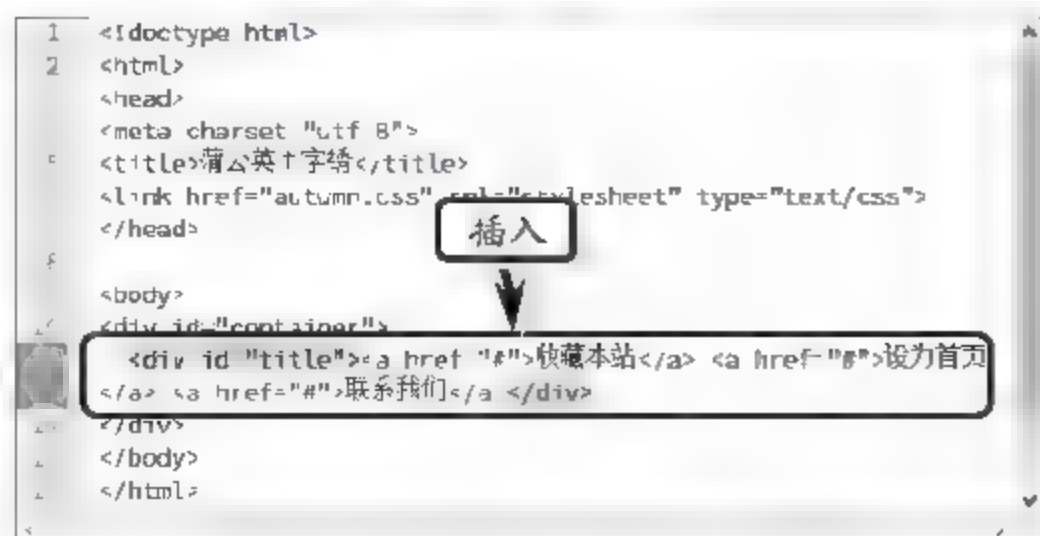 1 <!doctype html>
2 <html>
<head>
<meta charset "utf 8">
<title>蒲公英十字绣</title>
<link href="autumn.css" rel="stylesheet" type="text/css">
</head>
插入
<body>
<div id="container">
<div id "title"><a href "#">收藏本站</a> <a href="#">设为首页
</a> <a href="#">联系我们</a </div>
</div>
</body>
</html>